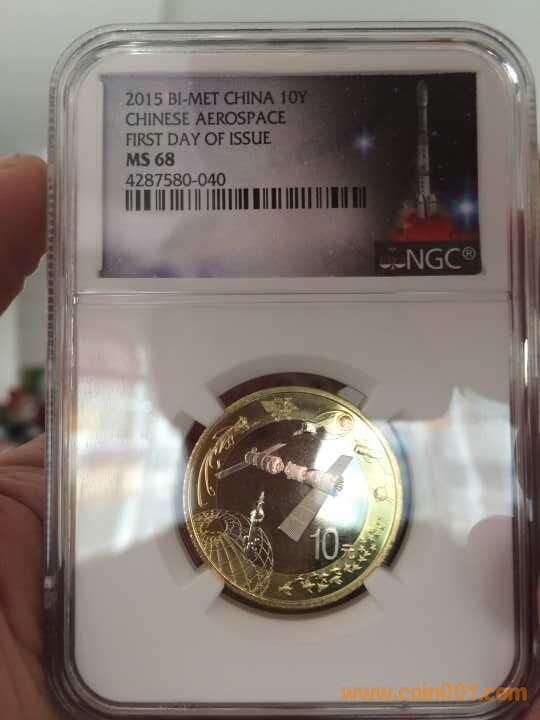 2015 BI-MET CHINA 10Y
CHINESE AEROSPACE
FIRST DAY OF ISSUE
MS 68
4287580-040
NGC®
10元
www.coin001.com